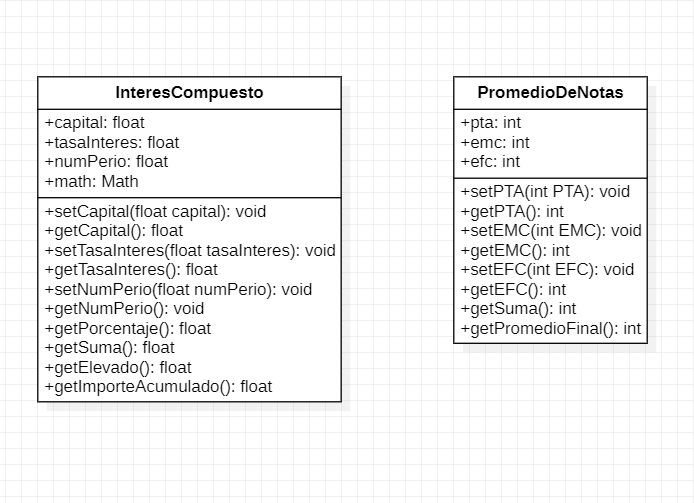 InteresCompuesto
+capital: float
+tasaInteres: float
+numPerio: float
+math: Math
+setCapital(float capital): void
+getCapital(): float
+setTasaInteres(float tasaInteres): void
+getTasaInteres(): float
+setNumPerio(float numPerio): void
+getNumPerio(): void
+getPorcentaje(): float
+getSuma(): float
+getElevado(): float
+getImporteAcumulado(): float
PromedioDeNotas
+pta: int
+emc: int
+efc: int
+setPTA(int PTA): void
+getPTA(): int
+setEMC(int EMC): void
+getEMC(): int
+setEFC(int EFC): void
+getEFC(): int
+getSuma(): int
+getPromedioFinal(): int